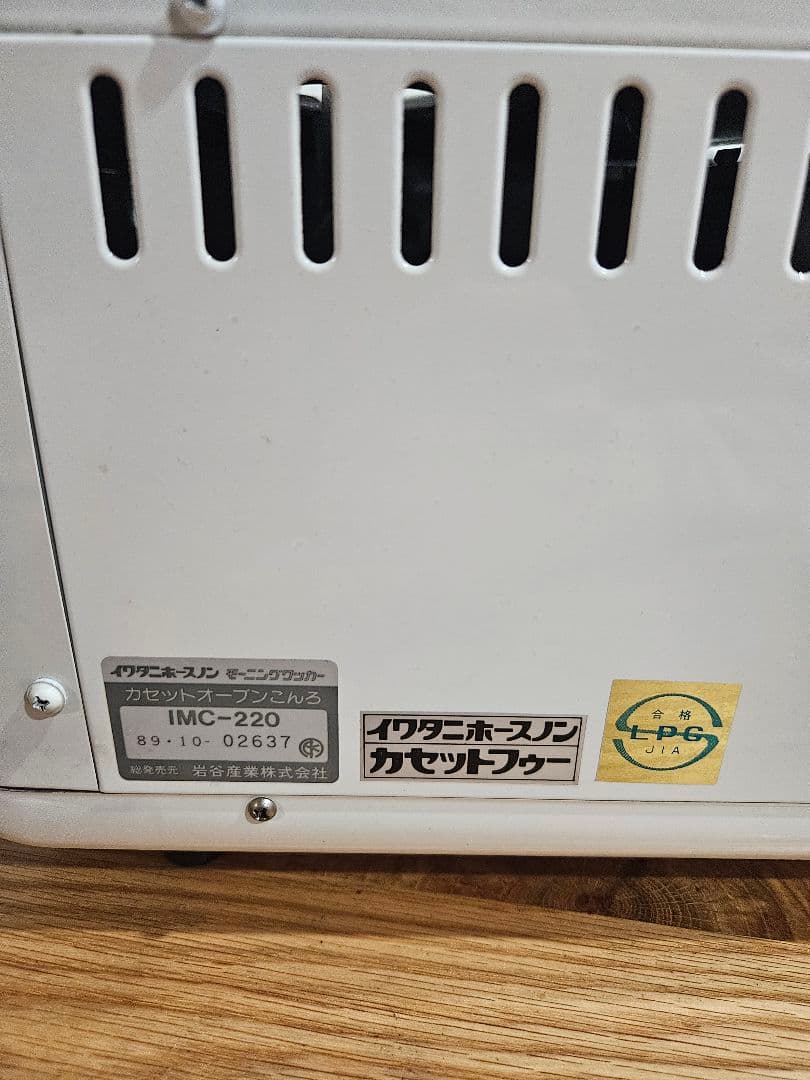 イワタニホースノン モーニングクッカー
カセットオーブンこんろ
IMC-220
89・10- 02637
総発売元 岩谷産業株式会社
イワタニホースノン
カセットフゥー
合格
LPG
JIA